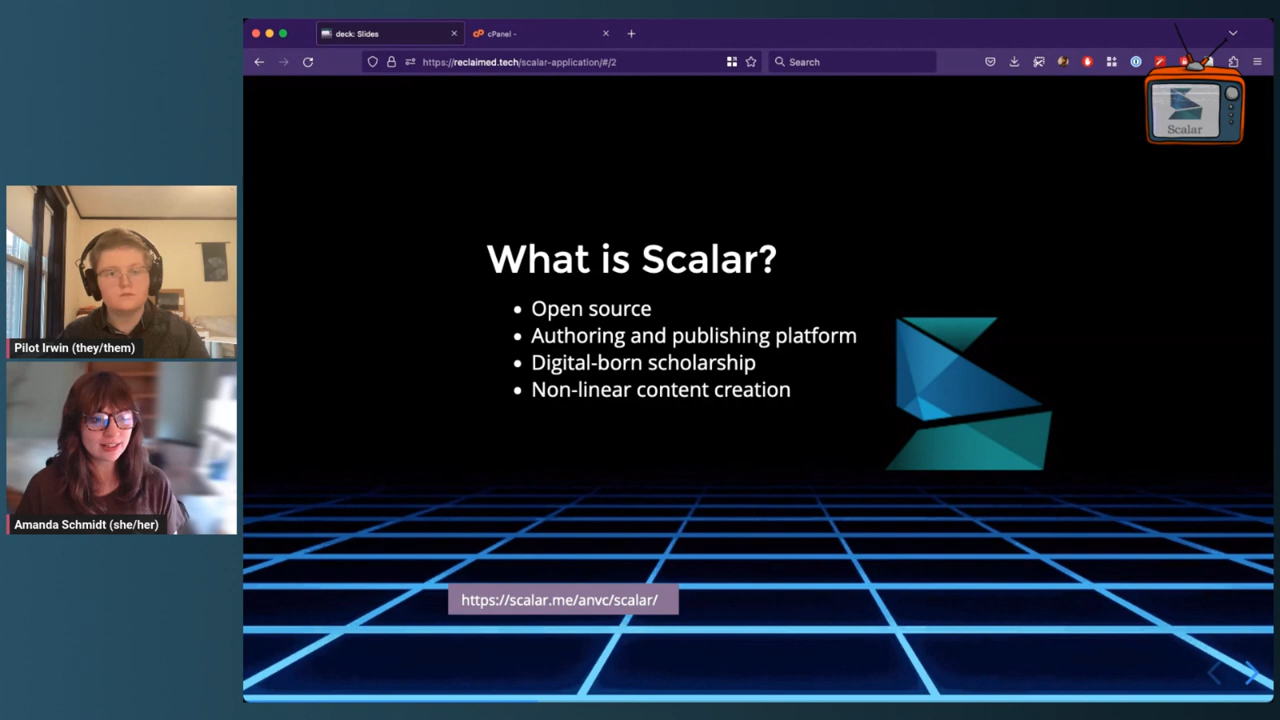 deck: Slides
cPanel -
https://reclaimed.tech/scalar-application/#/2
Search
Scalar
What is Scalar?
Open source
Authoring and publishing platform
Digital-born scholarship
Non-linear content creation
Pilot Irwin (they/them)
Amanda Schmidt (she/her)
https://scalar.me/anvc/scalar/